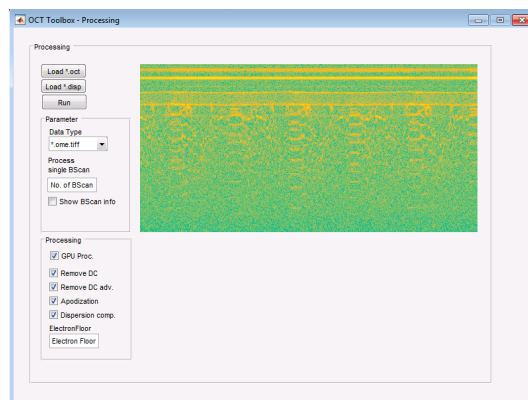 OCT Toolbox - Processing
Processing
Load *.oct
Load *.disp
Run
Parameter
Data Type
*.ome.tiff
Process
single BScan
No. of BScan
Show BScan info
Processing
GPU Proc.
Remove DC
Remove DC adv.
Apodization
Dispersion comp.
ElectronFloor
Electron Floor